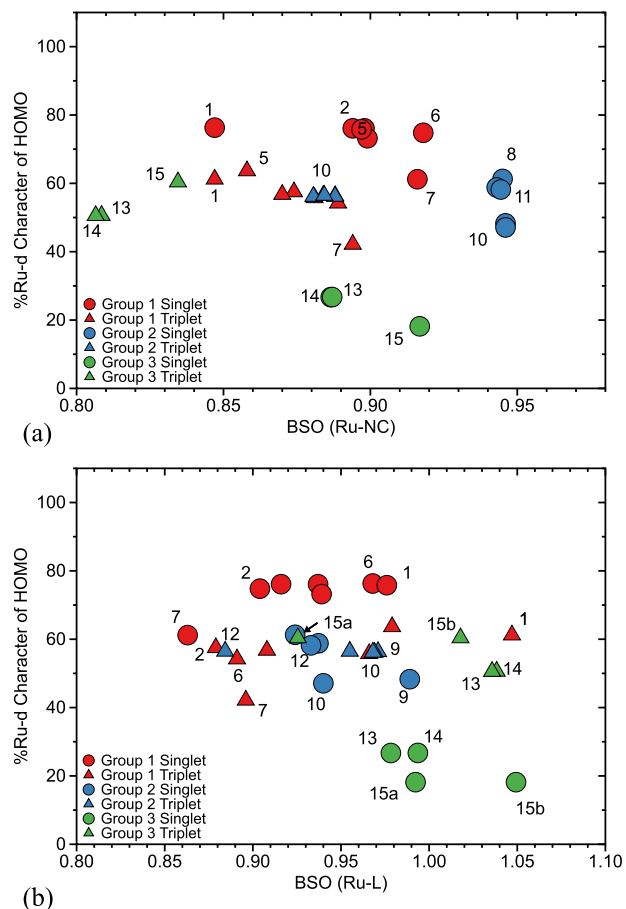 100
80
60
40
20
0
%Ru-d Character of HOMO
1
2
5
6
7
8
11
10
15
5
1
10
7
13
14
14
13
15
Group 1 Singlet
Group 1 Triplet
Group 2 Singlet
Group 2 Triplet
Group 3 Singlet
Group 3 Triplet
0.80 0.85 0.90 0.95
BSO (Ru-NC)
(a)
100
80
60
40
20
0
%Ru-d Character of HOMO
2
6
1
7
12
15a
15b
1
2
12
9
6
10
13
14
7
10
9
13
14
15a
15b
Group 1 Singlet
Group 1 Triplet
Group 2 Singlet
Group 2 Triplet
Group 3 Singlet
Group 3 Triplet
0.80 0.85 0.90 0.95 1.00 1.05 1.10
BSO (Ru-L)
(b)